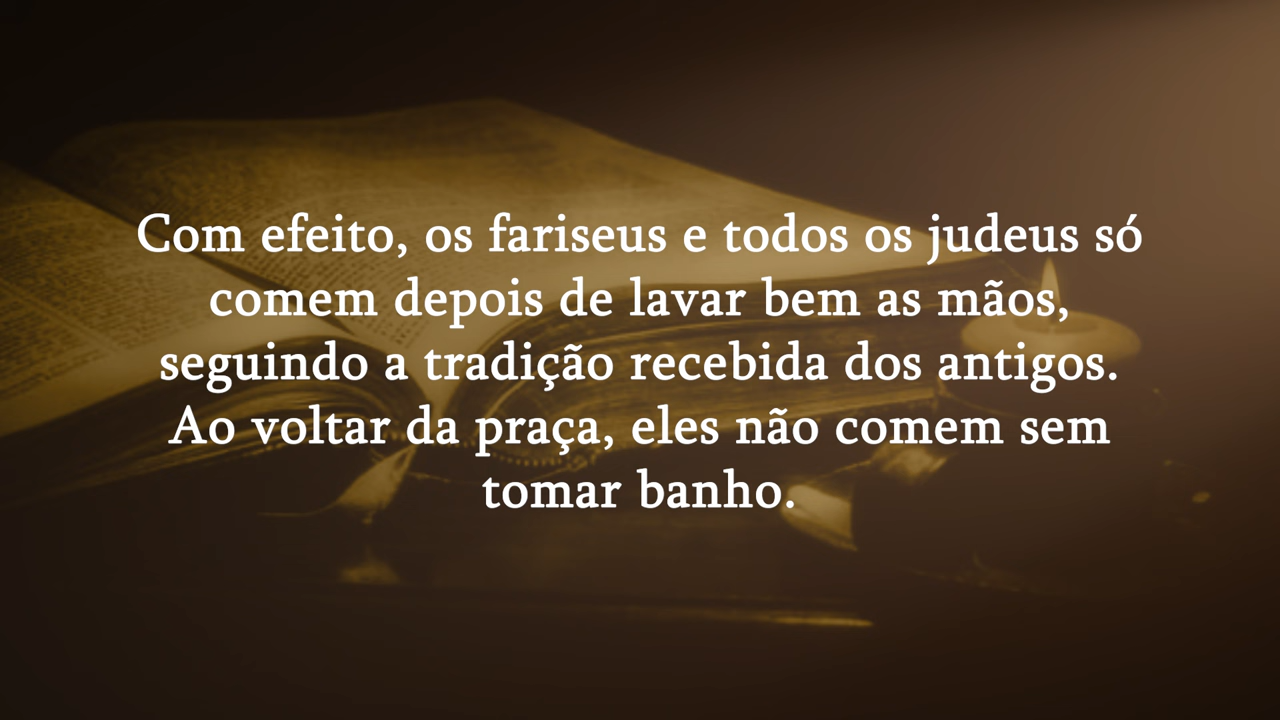 Com efeito, os fariseus e todos os judeus só
comem depois de lavar bem as mãos,
seguindo a tradição recebida dos antigos.
Ao voltar da praça, eles não comem sem
tomar banho.